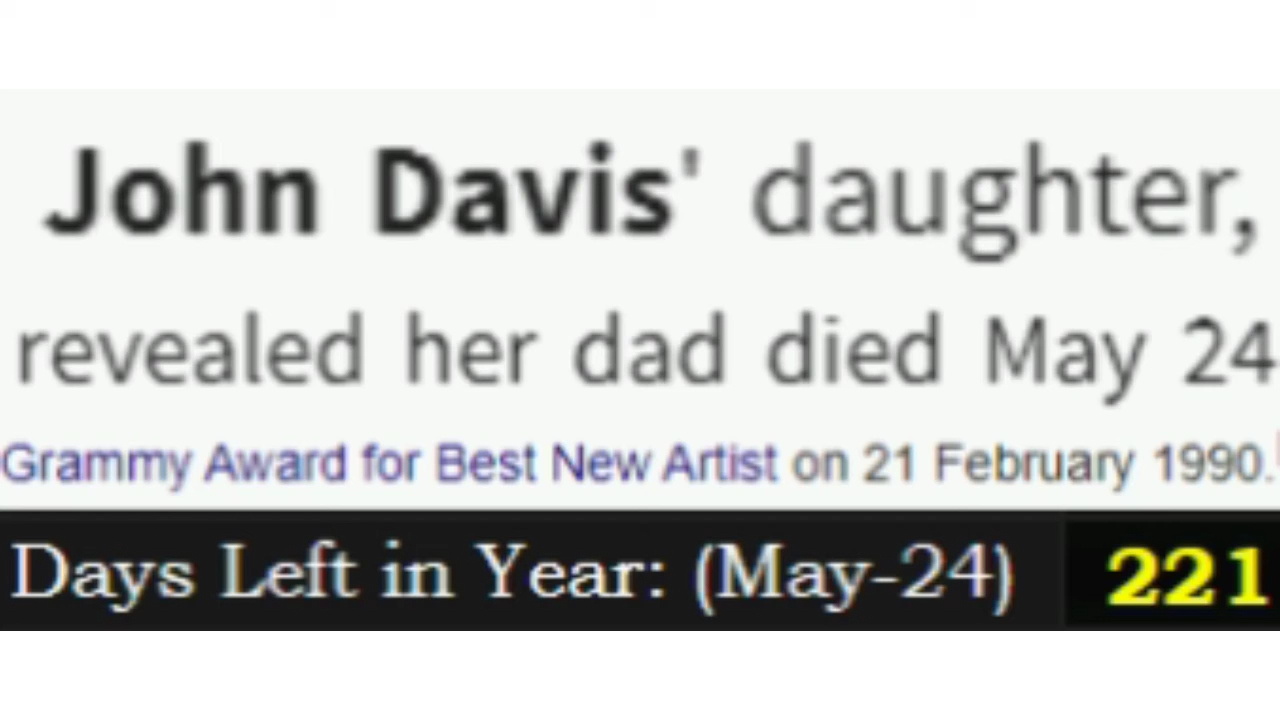 John Davis' daughter,
revealed her dad died May 24
Grammy Award for Best New Artist on 21 February 1990.
Days Left in Year: (May-24) 221